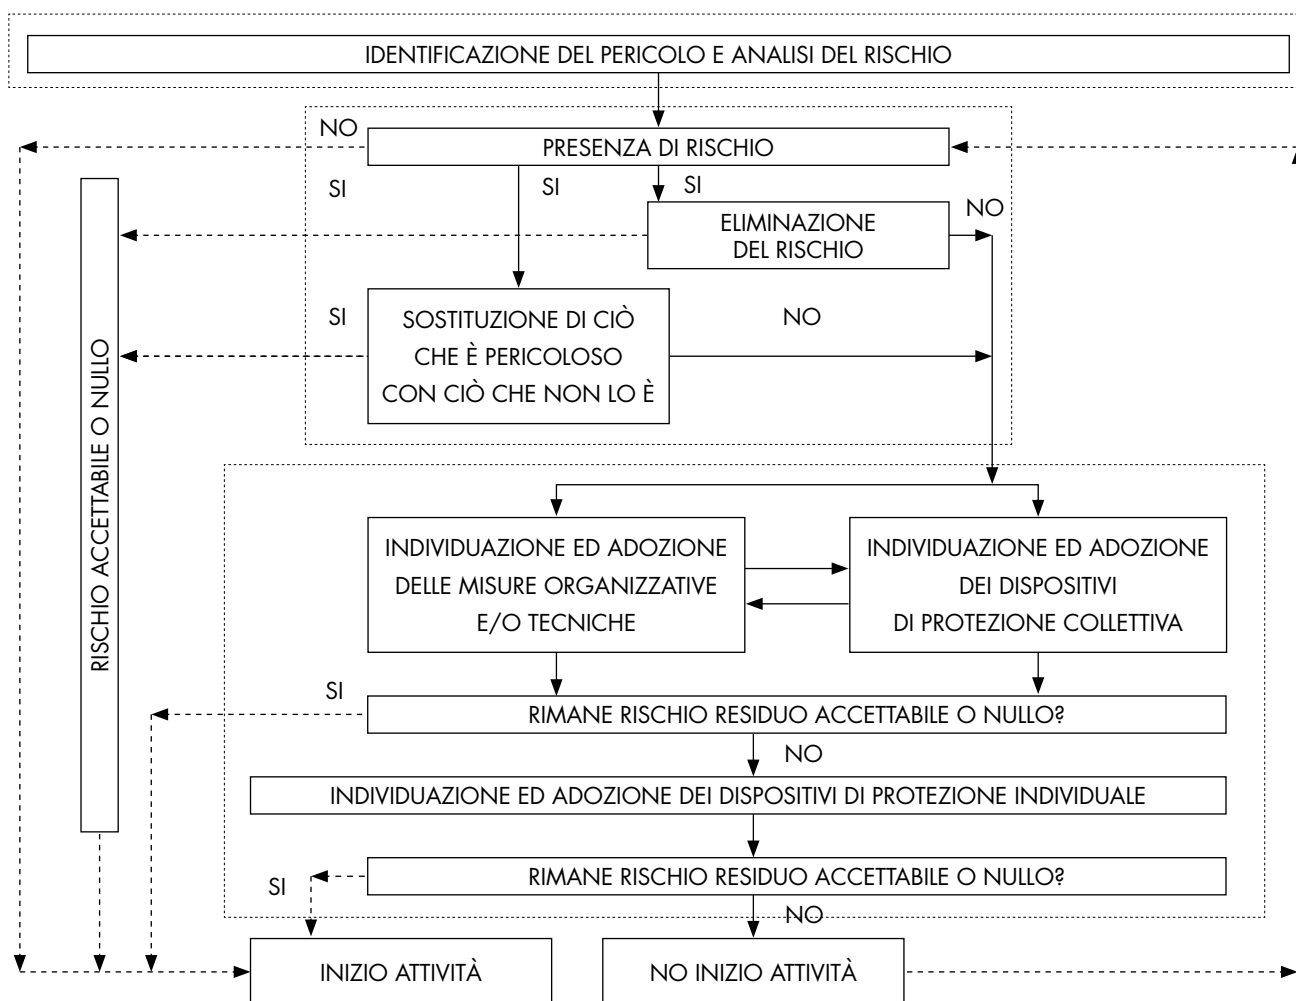 IDENTIFICAZIONE DEL PERICOLO E ANALISI DEL RISCHIO
NO
PRESENZA DI RISCHIO
SI
SI
SI
ELIMINAZIONE
DEL RISCHIO
NO
SI
SOSTITUZIONE DI CIÒ
CHE È PERICOLOSO
CON CIÒ CHE NON LO È
NO
RISCHIO ACCETTABILE O NULLO
INDIVIDUAZIONE ED ADOZIONE
DELLE MISURE ORGANIZZATIVE
E/O TECNICHE
INDIVIDUAZIONE ED ADOZIONE
DEI DISPOSITIVI
DI PROTEZIONE COLLETTIVA
SI
RIMANE RISCHIO RESIDUO ACCETTABILE O NULLO?
NO
INDIVIDUAZIONE ED ADOZIONE DEI DISPOSITIVI DI PROTEZIONE INDIVIDUALE
SI
RIMANE RISCHIO RESIDUO ACCETTABILE O NULLO?
NO
INIZIO ATTIVITÀ
NO INIZIO ATTIVITÀ